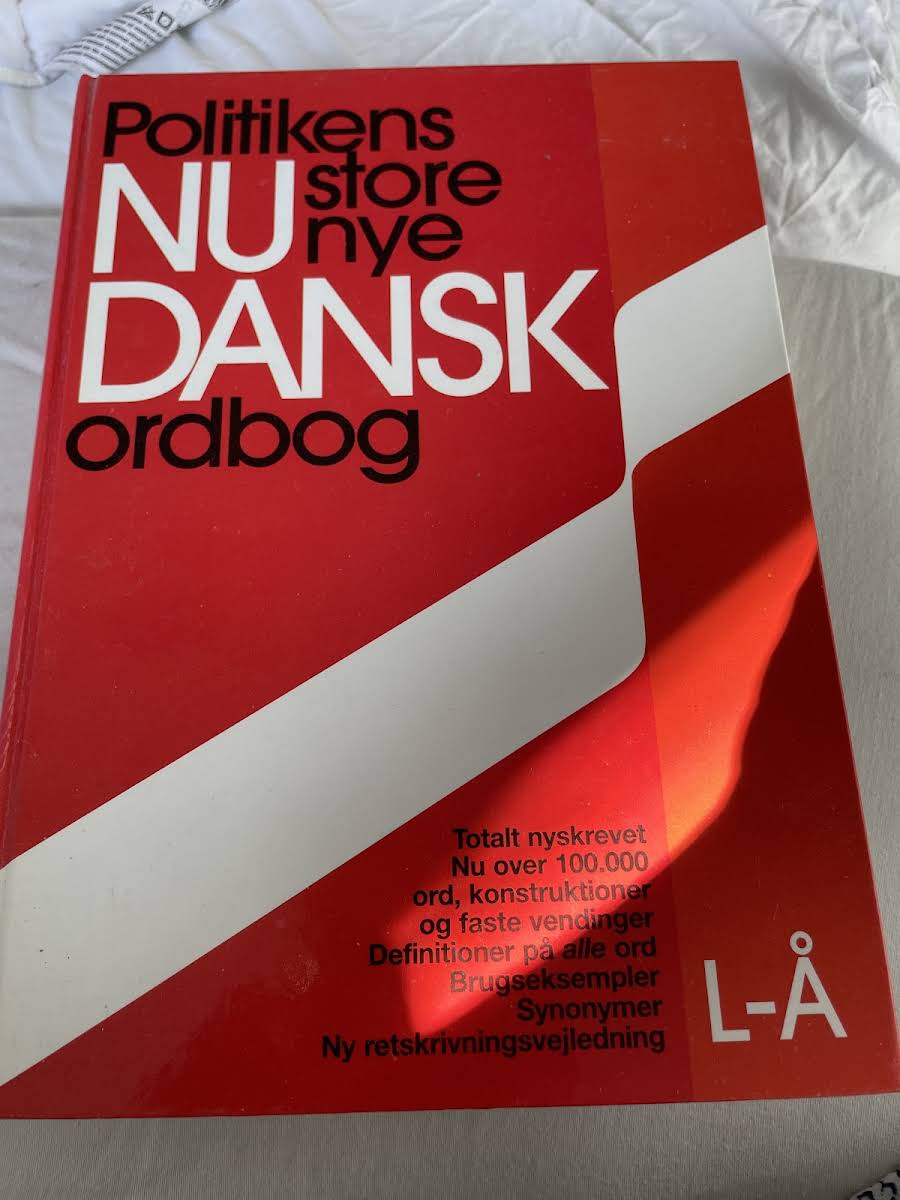 Politikens
store
NU nye
DANSK
ordbog
Totalt nyskrevet
Nu over 100.000
ord, konstruktioner
og faste vendinger
Definitioner på alle ord
Brugseksempler
Synonymer
Ny retskrivningsvejledning
L-Å